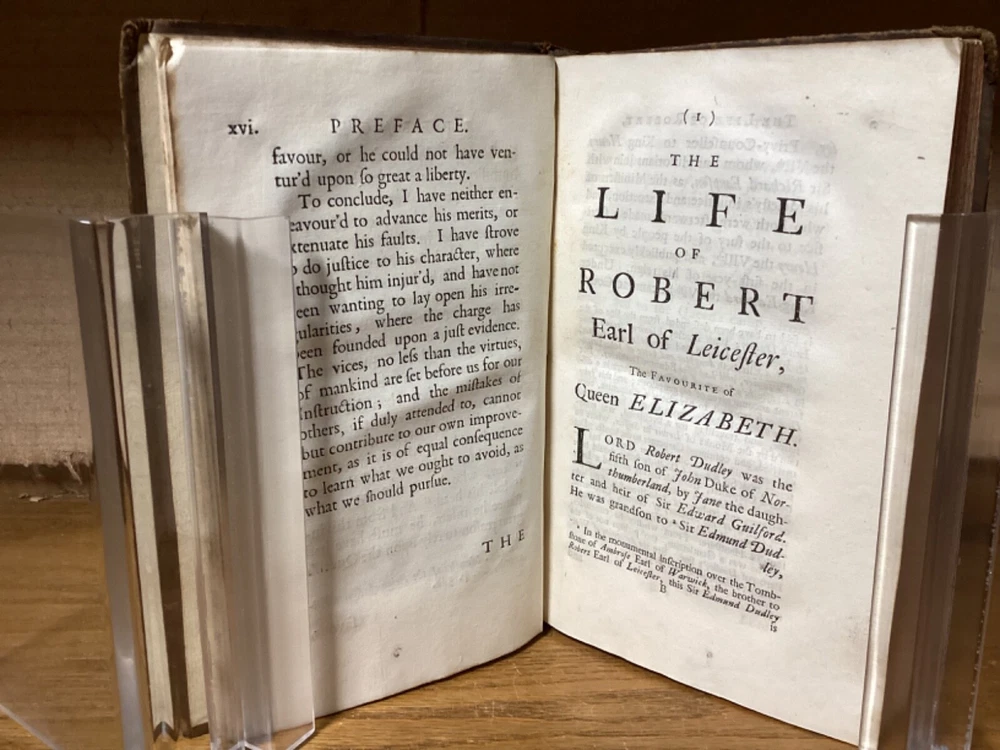 xvi. PREFACE.
favour, or he could not have ven-
tur'd upon ſo great a liberty.
To conclude, I have neither en-
eavour'd to advance his merits, or
xtenuate his faults. I have ſtrove
do juſtice to his character, where
thought him injur'd, and have not
een wanting to lay open his irre-
ularities, where the charge has
een founded upon a juſt evidence.
The vices, no leſs than the virtues,
of mankind are ſet before us for our
inſtruction; and the miſtakes of
others, if duly attended to, cannot
but contribute to our own improve-
ment, as it is of equal conſequence
to learn what we ought to avoid, as
what we ſhould purſue.
THE
(1)
THE
LIFE
OF
ROBERT
Earl of Leiceſter,
The FAVOURITE of
Queen ELIZABETH.
LORD Robert Dudley was the
fifth ſon of John Duke of Nor-
thumberland, by Jane the daugh-
ter and heir of Sir Edward Guilford.
He was grandſon to a Sir Edmund Dud-
ley,
a In the monumental inſcription over the Tomb-
ſtone of Ambroſe Earl of Warwick, the brother to
Robert Earl of Leiceſter, this Sir Edmund Dudley
B
is